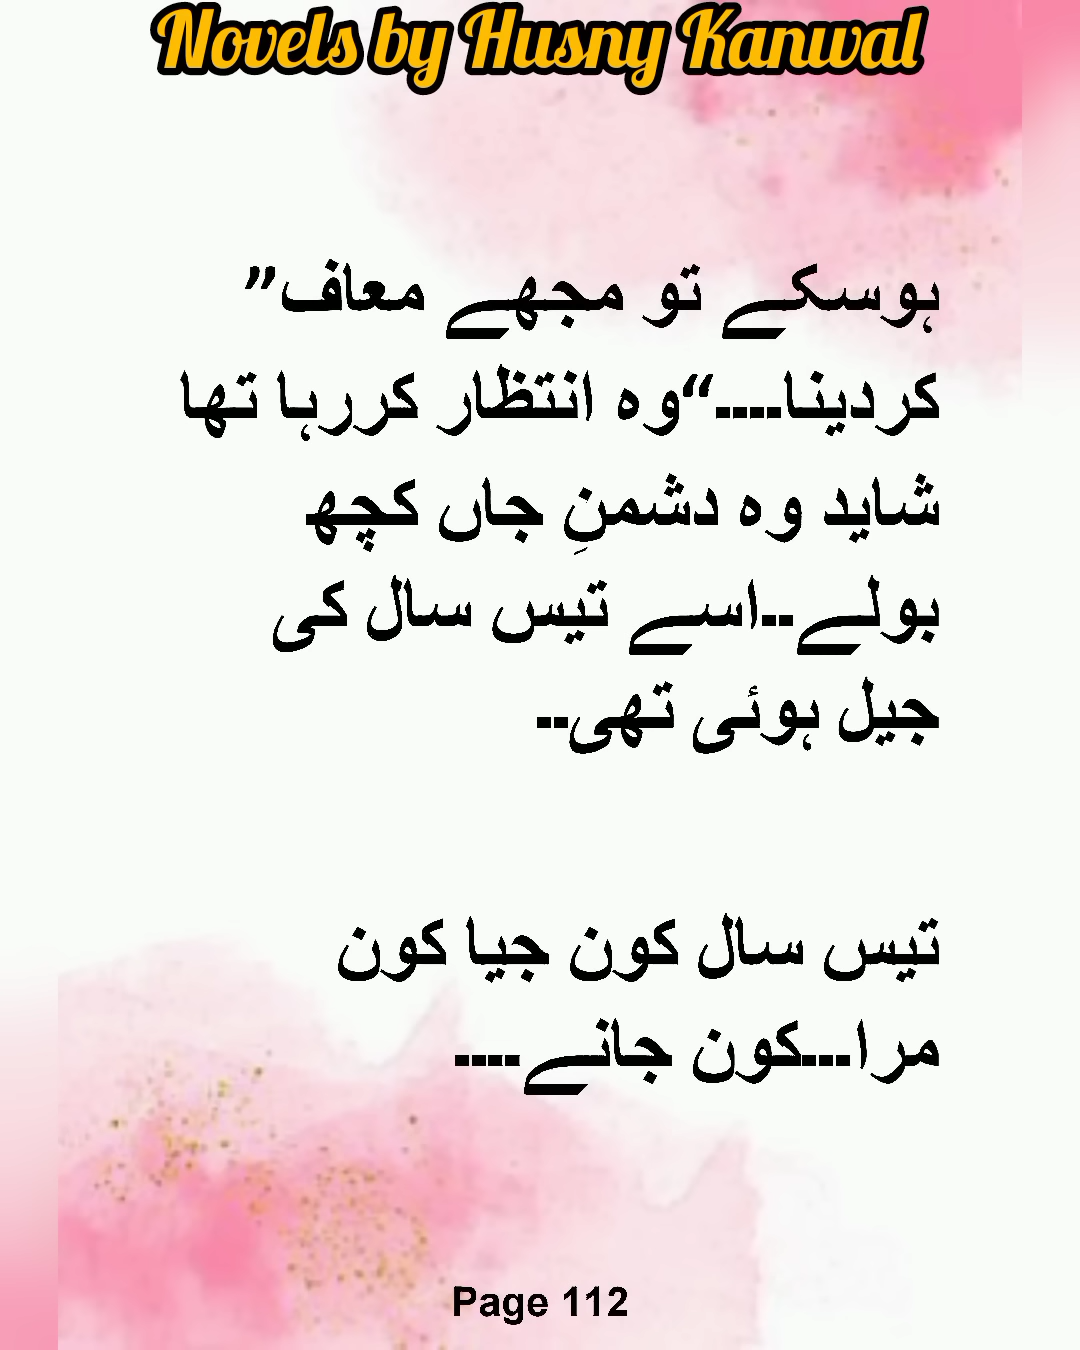 Novels by Husny Kanwal
ہوسکے تو مجھے معاف”
کردینا....“وہ انتظار کررہا تھا
شاید وہ دشمنِ جاں کچھ
بولے..اسے تیس سال کی
جیل ہوئی تھی..
تیس سال کون جیا کون
مرا...کون جانے....
Page 112